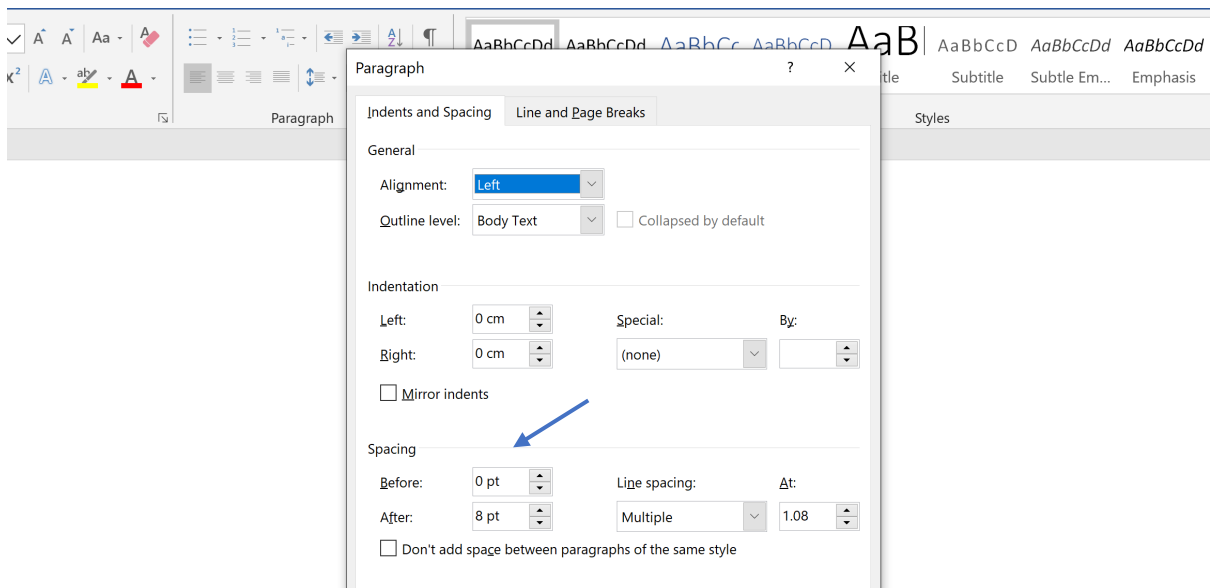 Aa
AaBbCcDd AaBbCcDd AaBbCc AaBbCcD AaB AaBbCcD AaBbCcDd AaBbCcDd
x² A ab A
tle Subtitle Subtle Em... Emphasis
Paragraph
Styles
Paragraph ? ×
Indents and Spacing Line and Page Breaks
General
Alignment: Left
Outline level: Body Text Collapsed by default
Indentation
Left: 0 cm Special: By:
Right: 0 cm (none)
Mirror indents
Spacing
Before: 0 pt Line spacing: At:
After: 8 pt Multiple 1.08
Don't add space between paragraphs of the same style